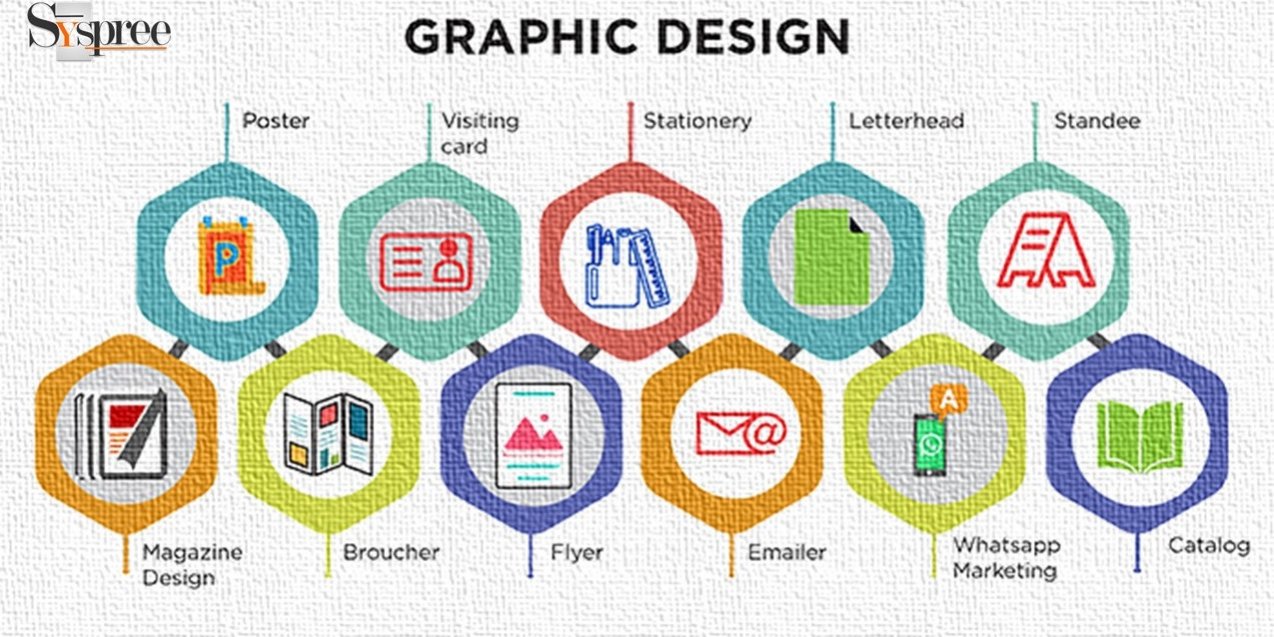 Syspree
GRAPHIC DESIGN
Poster
Visiting
card
Stationery
Letterhead
Standee
P
A
Magazine
Design
Broucher
Flyer
Emailer
Whatsapp
Marketing
Catalog
@